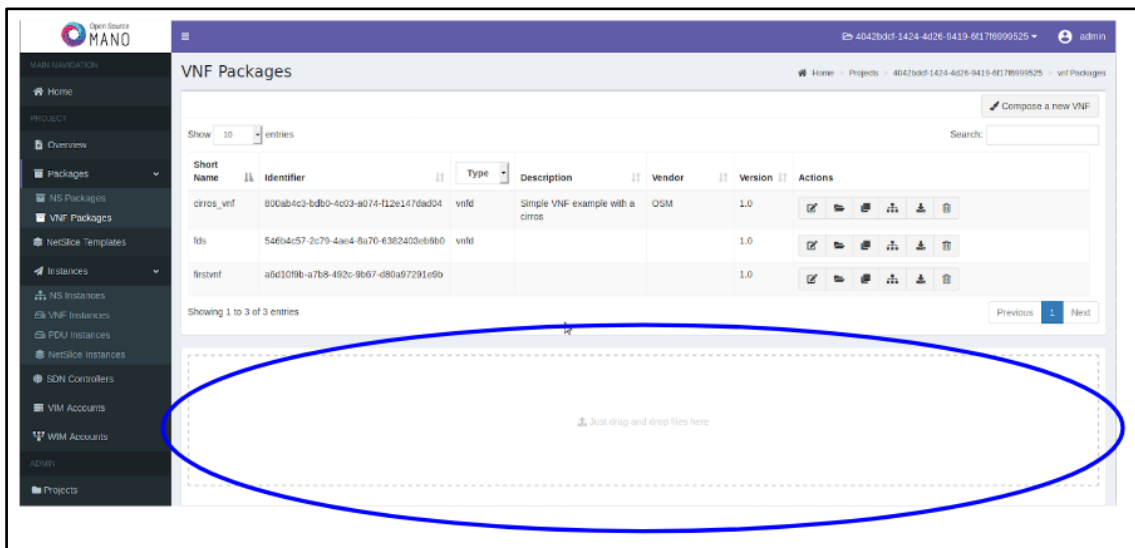 Open Source
MANO
4042bdcf-1424-4d26-9419-6f17f6999525
admin
MAIN NAVIGATION
Home
PROJECT
Overview
Packages
NS Packages
VNF Packages
NetSlice Templates
Instances
NS Instances
VNF Instances
PDU Instances
NetSlice Instances
SDN Controllers
VIM Accounts
WIM Accounts
ADMIN
Projects
VNF Packages
Home > Projects > 4042bdcf-1424-4d26-9419-6f17f6999525 > vnf Packages
Compose a new VNF
Show 10 entries
Search:
Short Name Identifier Type Description Vendor Version Actions
cirros_vnf 800ab4c3-bdb0-4c03-a074-f12e147dad04 vnfd Simple VNF example with a cirros OSM 1.0
fds 546b4c57-2c79-4ae4-8a70-6382403eb6b0 vnfd 1.0
firstvnf a6d10f9b-a7b8-492c-9b67-d80a97291e9b 1.0
Showing 1 to 3 of 3 entries
Previous 1 Next
Just drag and drop files here